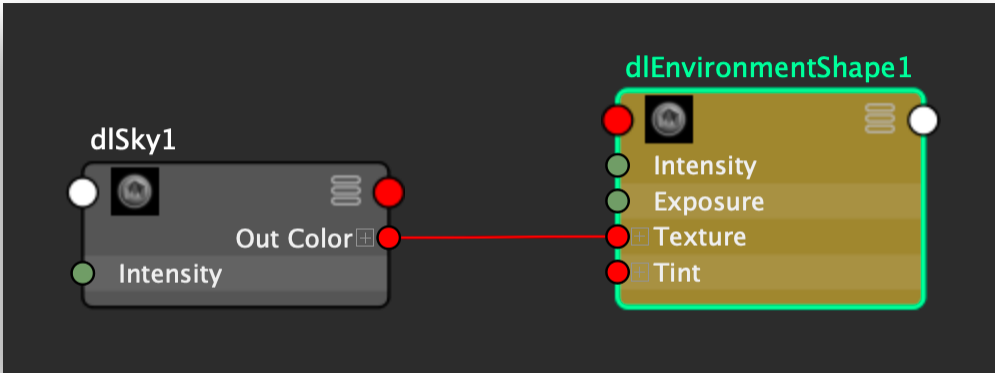 dlSky1
Out Color
Intensity
dlEnvironmentShape1
Intensity
Exposure
Texture
Tint